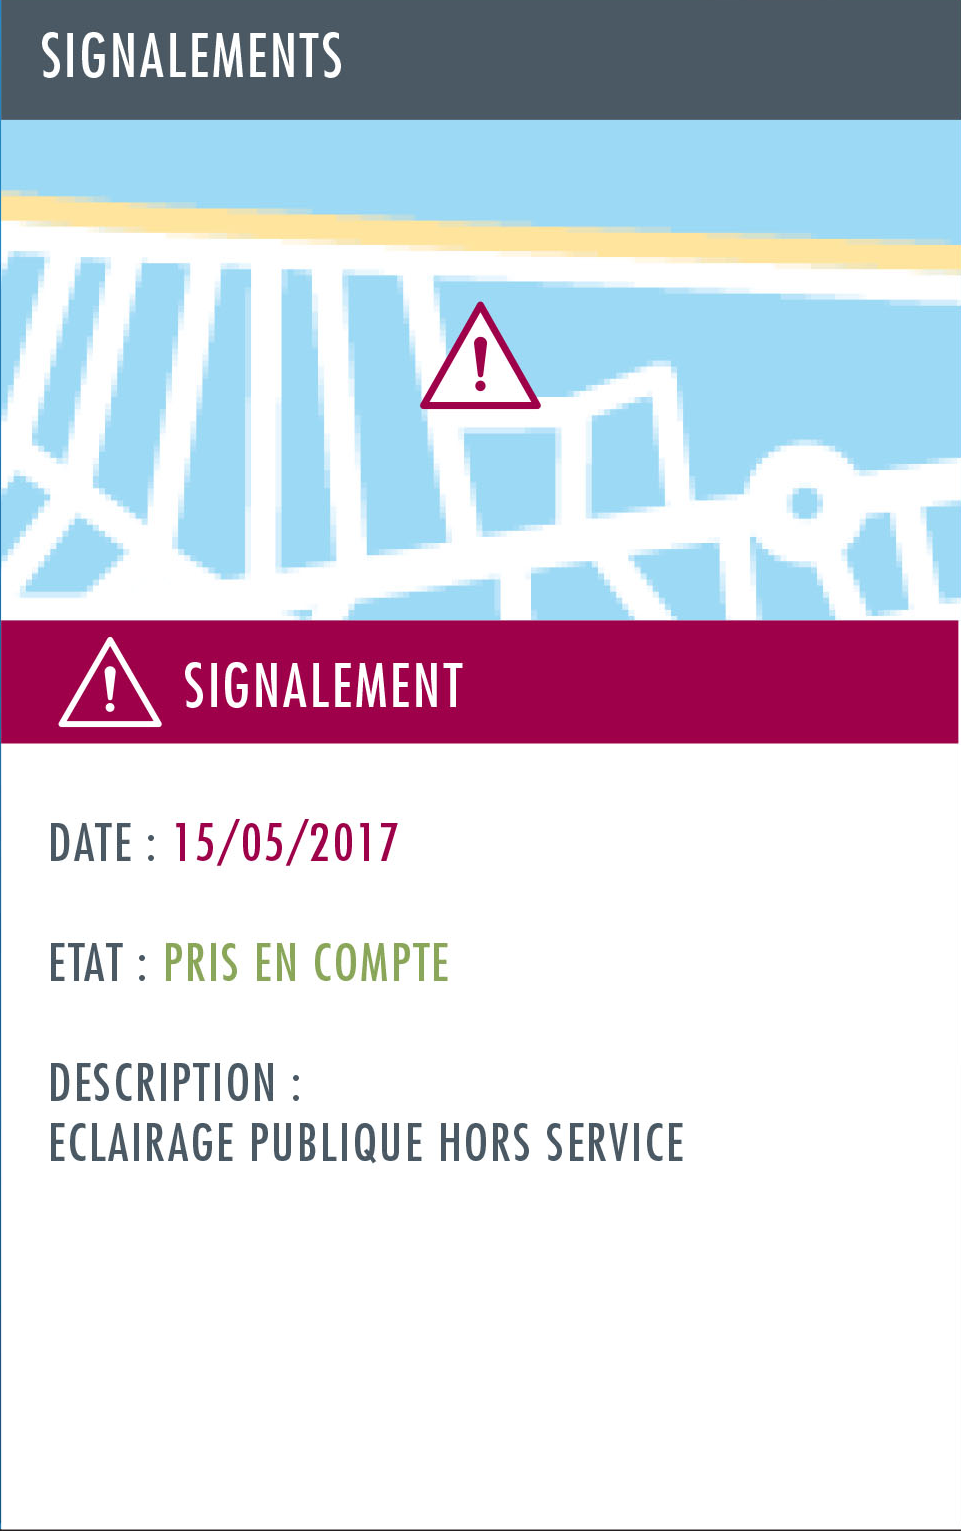 SIGNALEMENTS
SIGNALEMENT
DATE : 15/05/2017
ETAT : PRIS EN COMPTE
DESCRIPTION :
ECLAIRAGE PUBLIQUE HORS SERVICE